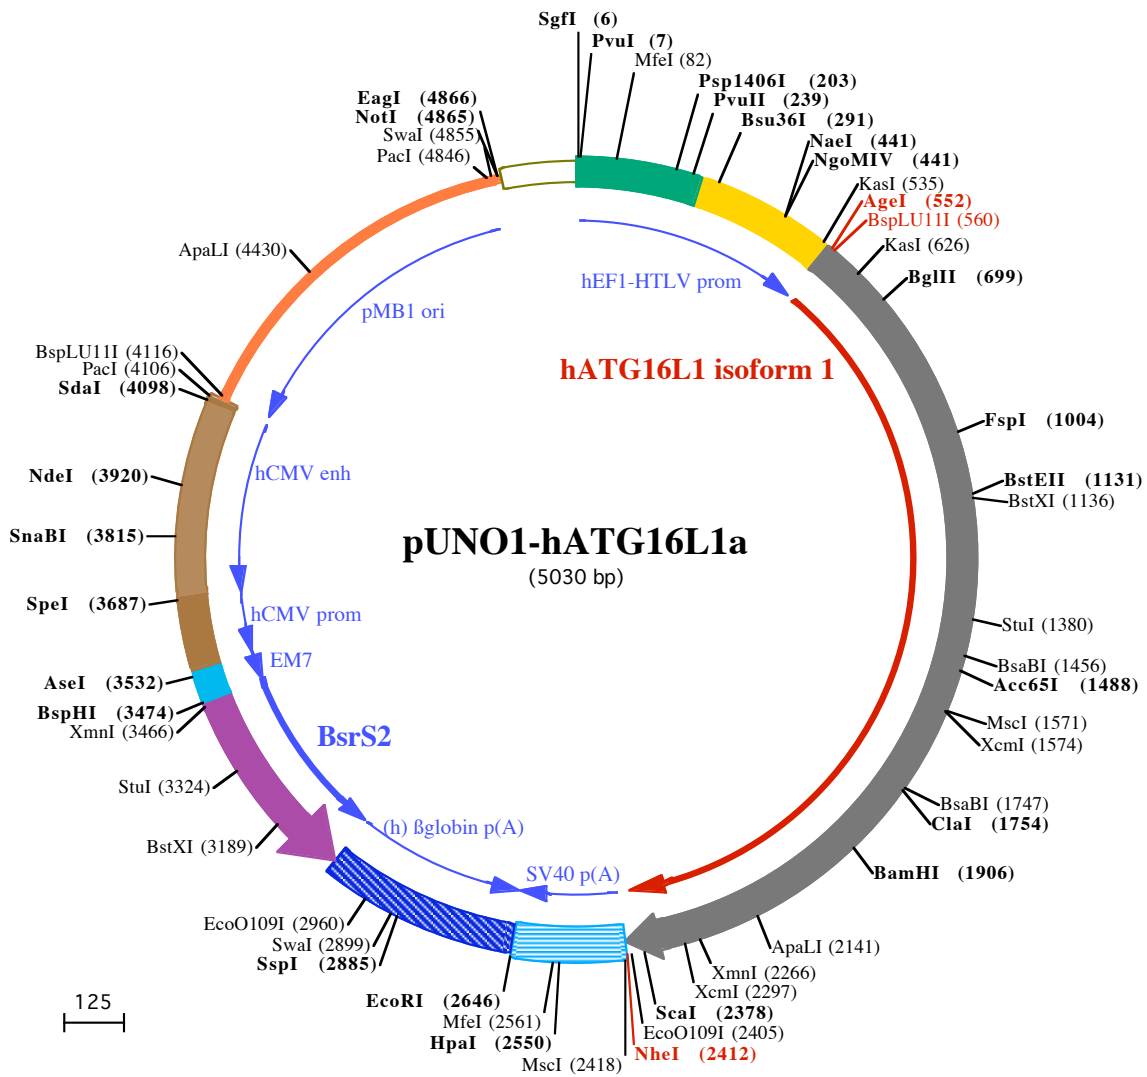 SgfI (6)
PvuI (7)
MfeI (82)
Psp1406I (203)
PvuII (239)
Bsu36I (291)
NaeI (441)
NgoMIV (441)
KasI (535)
AgeI (552)
BspLU11I (560)
KasI (626)
BglII (699)
FspI (1004)
BstEII (1131)
BstXI (1136)
StuI (1380)
BsaBI (1456)
Acc65I (1488)
MscI (1571)
XcmI (1574)
BsaBI (1747)
ClaI (1754)
BamHI (1906)
ApaLI (2141)
XmnI (2266)
XcmI (2297)
ScaI (2378)
EcoO109I (2405)
NheI (2412)
MscI (2418)
HpaI (2550)
MfeI (2561)
EcoRI (2646)
SspI (2885)
SwaI (2899)
EcoO109I (2960)
BstXI (3189)
StuI (3324)
XmnI (3466)
BspHI (3474)
AseI (3532)
SpeI (3687)
SnaBI (3815)
NdeI (3920)
SdaI (4098)
PacI (4106)
BspLU11I (4116)
ApaLI (4430)
PacI (4846)
SwaI (4855)
NotI (4865)
EagI (4866)
hEF1-HTLV prom
hATG16L1 isoform 1
pMB1 ori
hCMV enh
hCMV prom
EM7
BsrS2
(h) ßglobin p(A)
SV40 p(A)
pUNO1-hATG16L1a
(5030 bp)
125